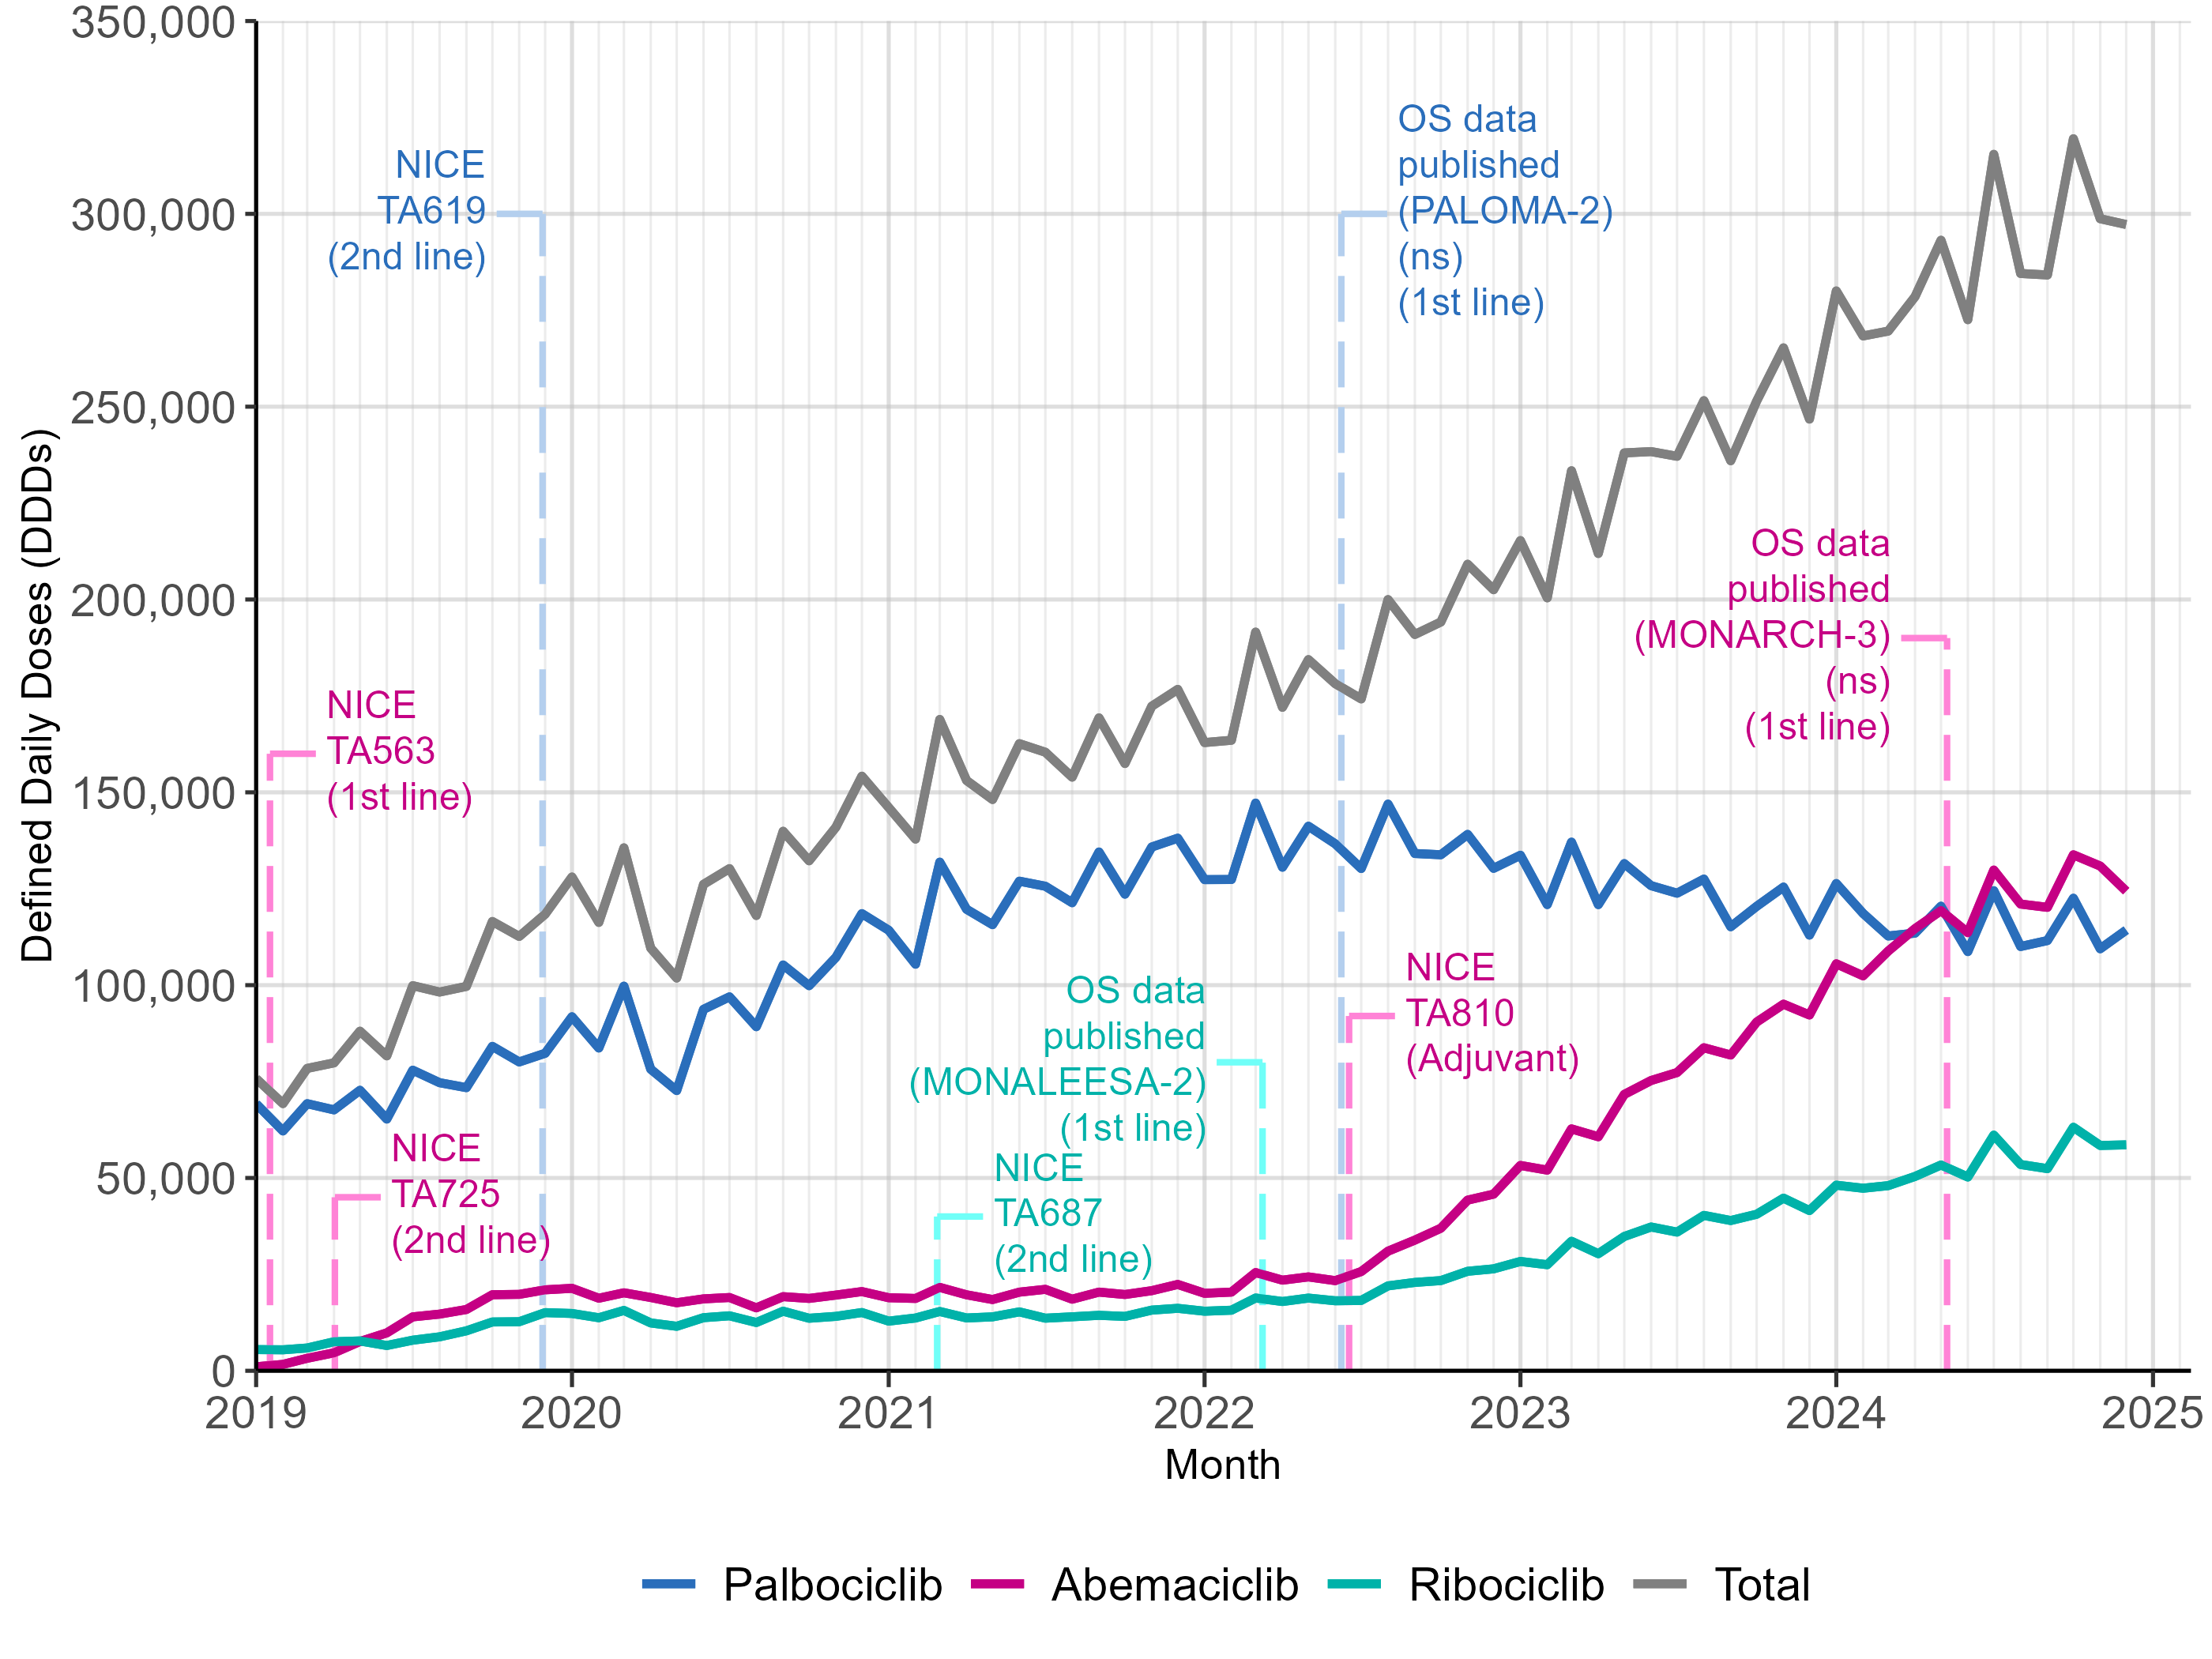 350,000
300,000
250,000
200,000
150,000
100,000
50,000
0
Defined Daily Doses (DDDs)
NICE
TA619
(2nd line)
OS data
published
(PALOMA-2)
(ns)
(1st line)
OS data
published
(MONARCH-3)
(ns)
(1st line)
NICE
TA563
(1st line)
NICE
TA810
(Adjuvant)
OS data
published
(MONALEESA-2)
(1st line)
NICE
TA725
(2nd line)
NICE
TA687
(2nd line)
2019 2020 2021 2022 2023 2024 2025
Month
Palbociclib Abemaciclib Ribociclib Total